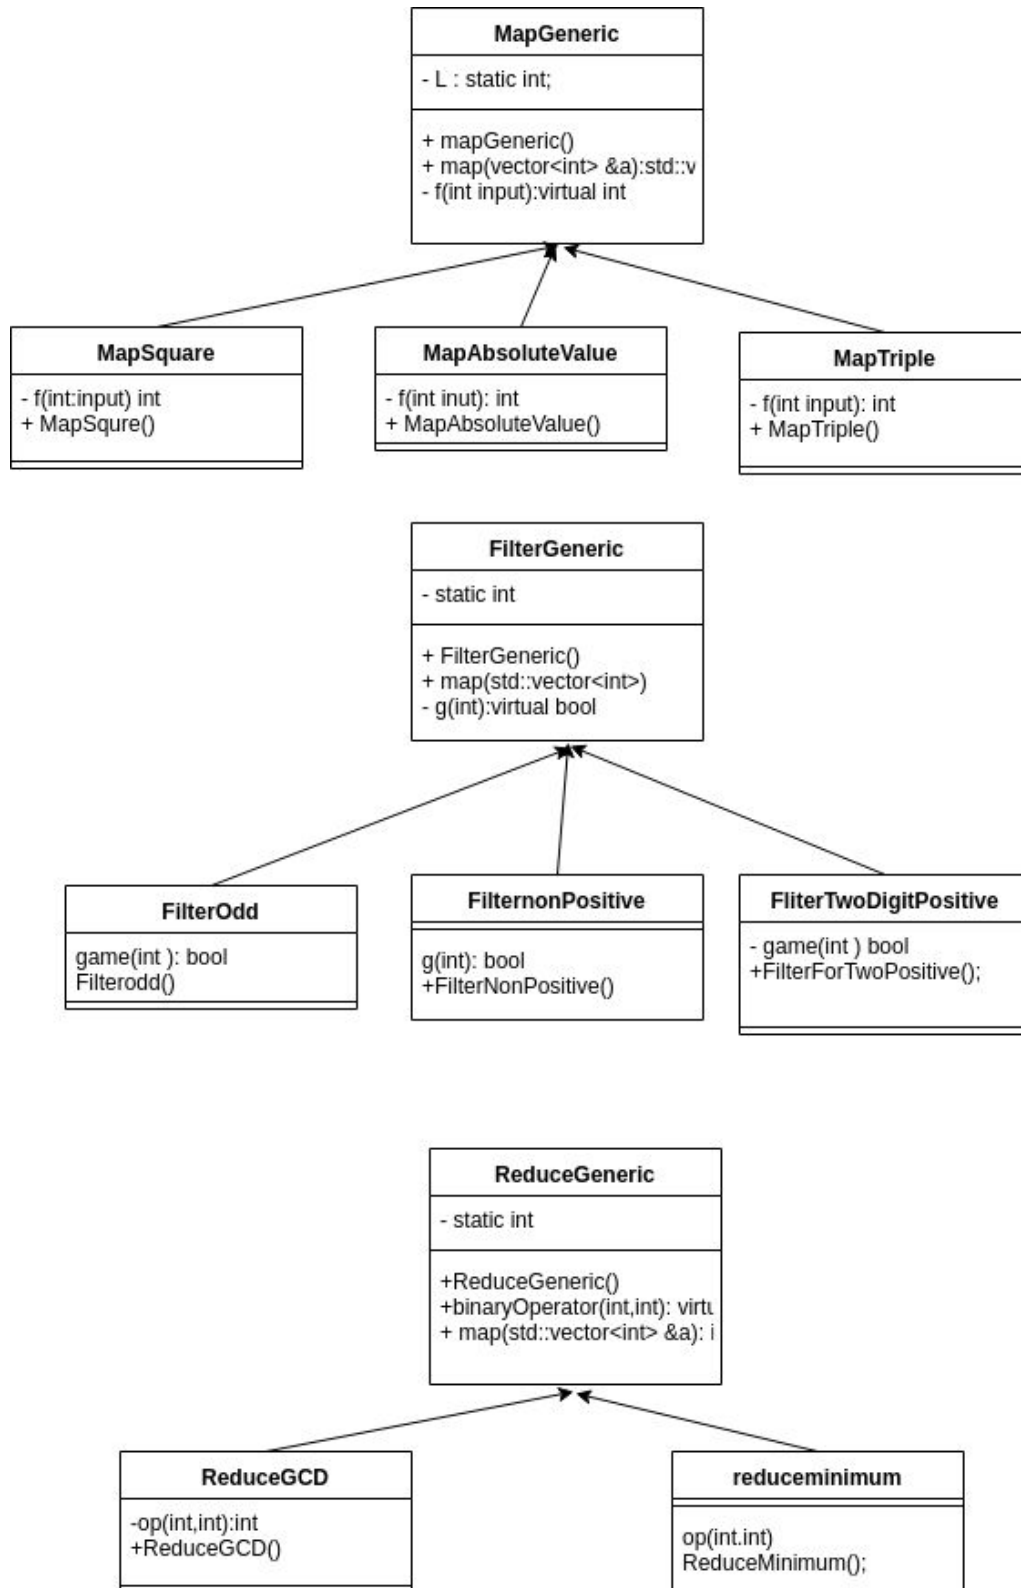 MapGeneric
- L : static int;
+ mapGeneric()
+ map(vector<int> &a):std::v
- f(int input):virtual int
MapSquare
- f(int:input) int
+ MapSqure()
MapAbsoluteValue
- f(int inut): int
+ MapAbsoluteValue()
MapTriple
- f(int input): int
+ MapTriple()
FilterGeneric
- static int
+ FilterGeneric()
+ map(std::vector<int>)
- g(int):virtual bool
FilterOdd
game(int ): bool
Filterodd()
FilternonPositive
g(int): bool
+FilterNonPositive()
FliterTwoDigitPositive
- game(int ) bool
+FilterForTwoPositive();
ReduceGeneric
- static int
+ReduceGeneric()
+binaryOperator(int,int): virtu
+ map(std::vector<int> &a): i
ReduceGCD
-op(int,int):int
+ReduceGCD()
reduceminimum
op(int.int)
ReduceMinimum();